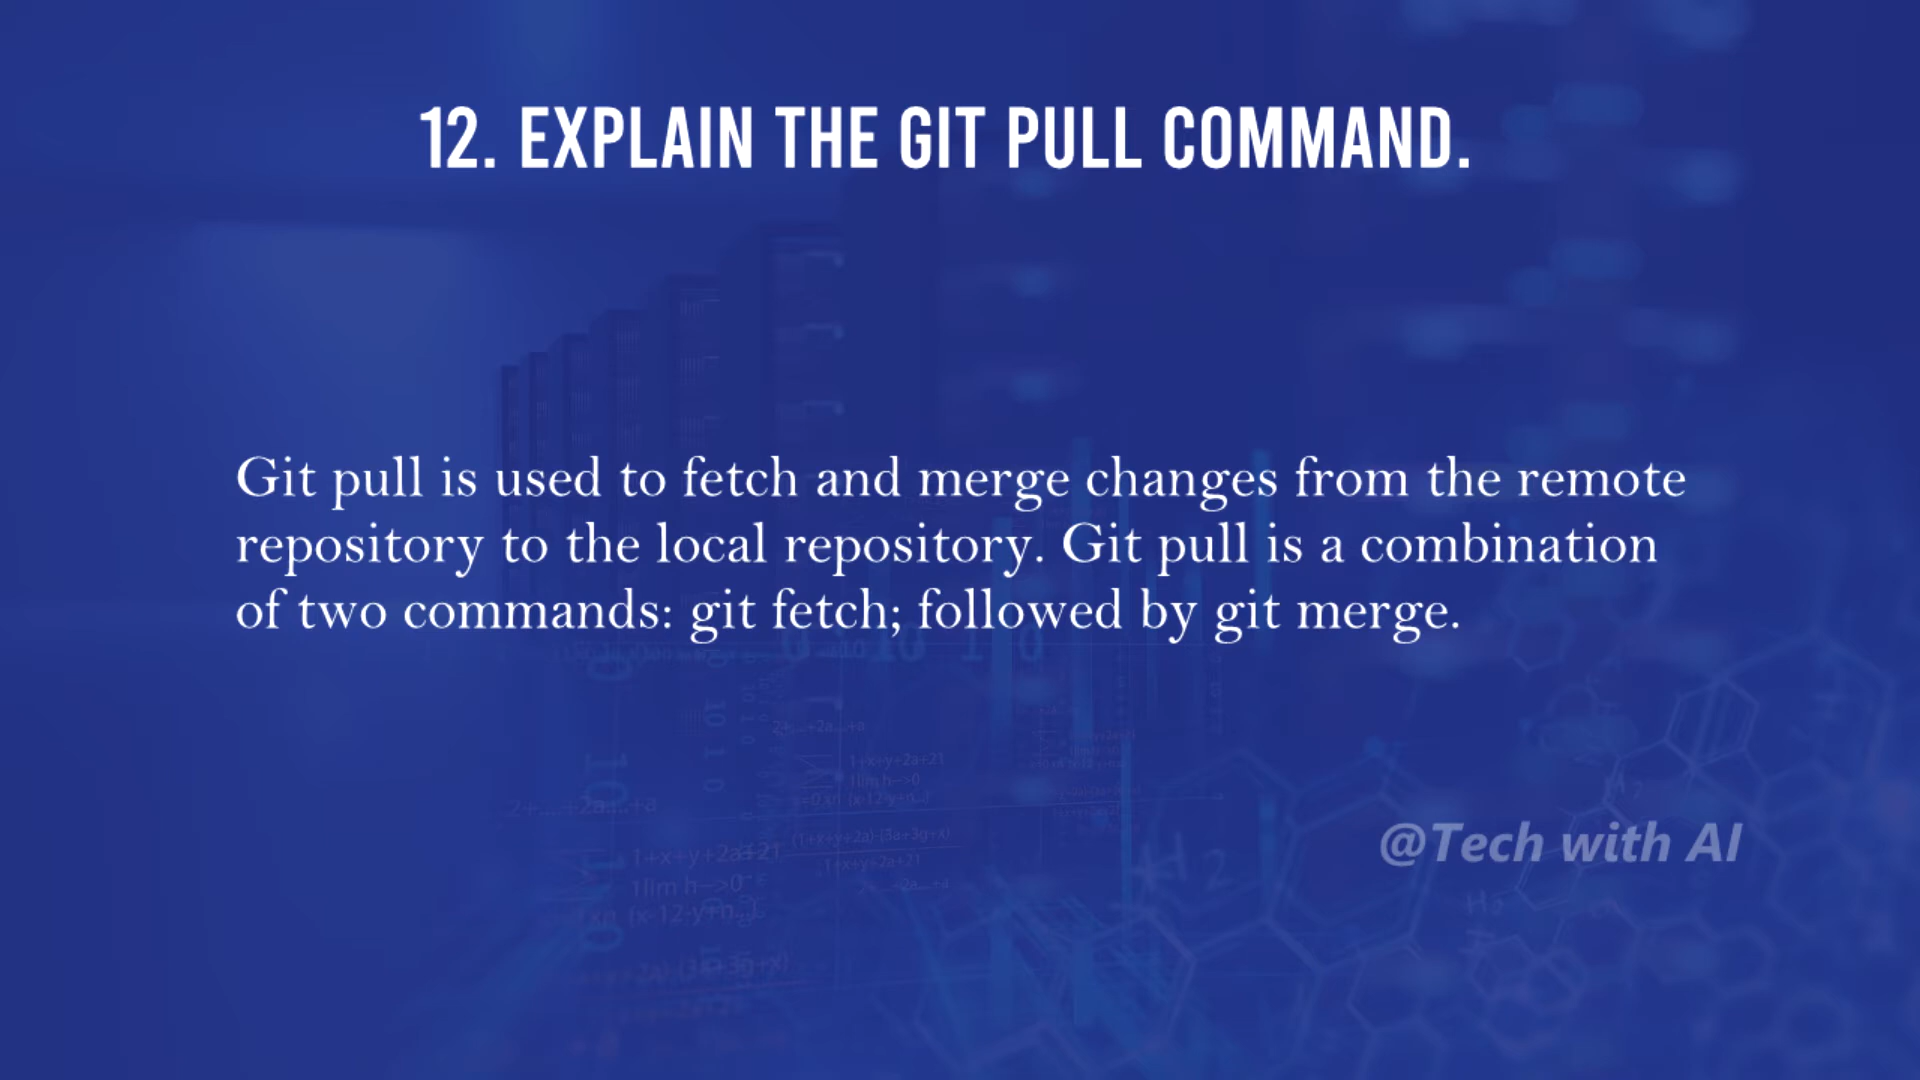 12. EXPLAIN THE GIT PULL COMMAND.
Git pull is used to fetch and merge changes from the remote
repository to the local repository. Git pull is a combination
of two commands: git fetch; followed by git merge.
@Tech with AI